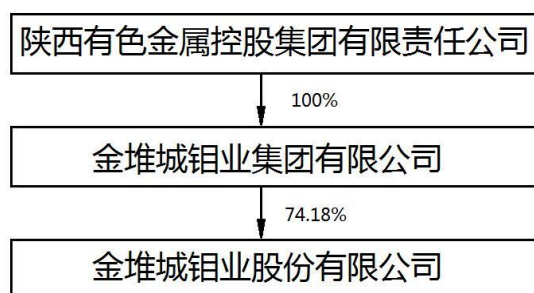 陕西有色金属控股集团有限责任公司
100%
金堆城钼业集团有限公司
74.18%
金堆城钼业股份有限公司